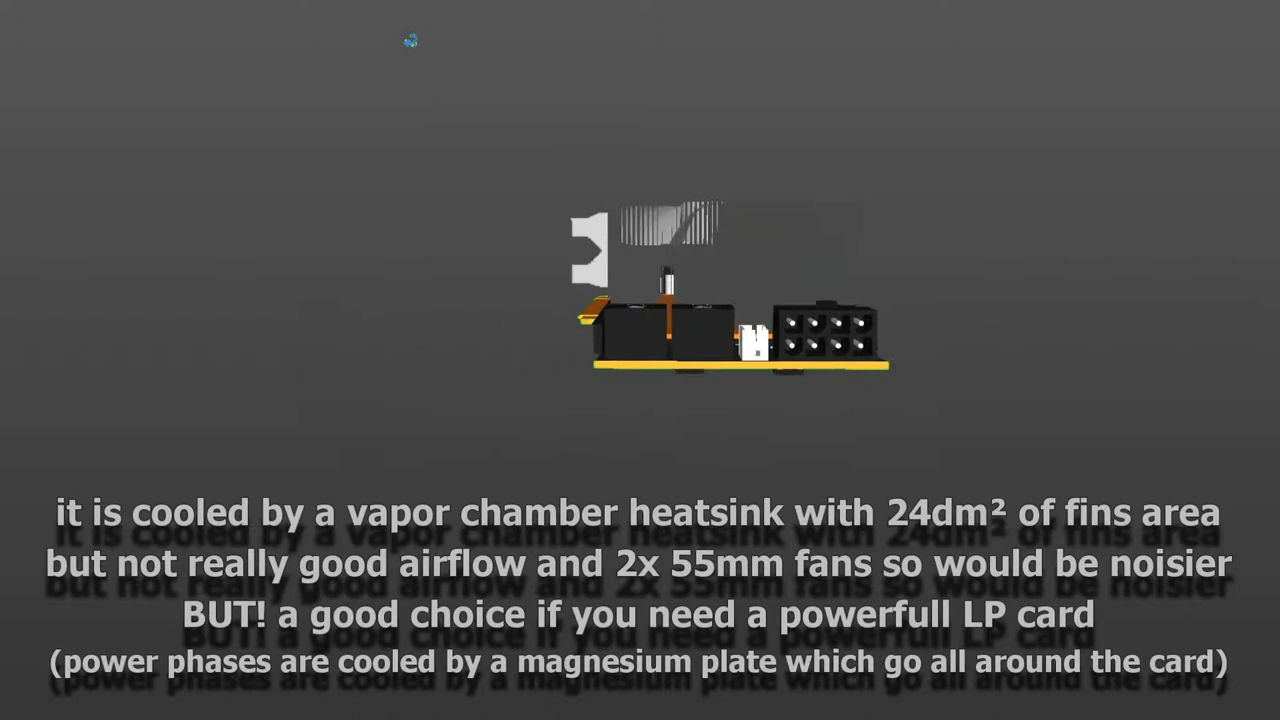 it is cooled by a vapor chamber heatsink with 24dm² of fins area
but not really good airflow and 2x 55mm fans so would be noisier
BUT! a good choice if you need a powerfull LP card
(power phases are cooled by a magnesium plate which go all around the card)